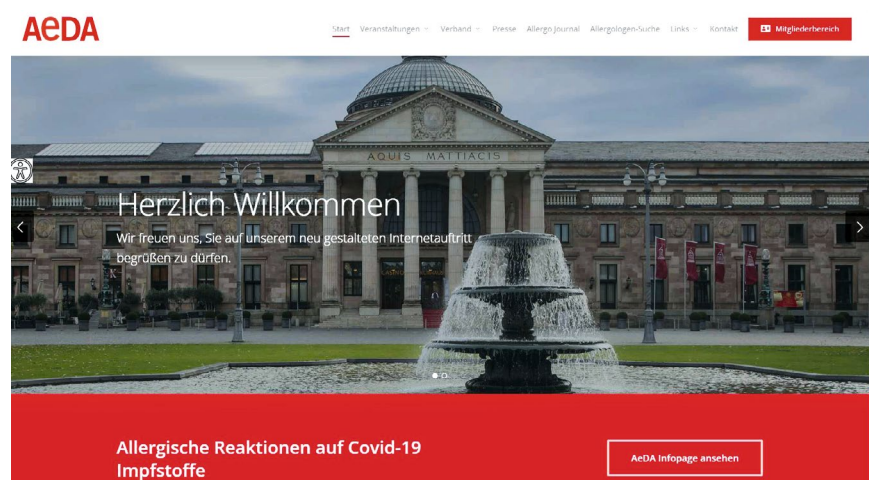 AeDA
Start Veranstaltungen Verband Presse Allergo Journal Allergologen-Suche Links Kontakt Mitgliederbereich
AQUIS MATTIACIS
Herzlich Willkommen
Wir freuen uns, Sie auf unserem neu gestalteten Internetauftritt
begrüßen zu dürfen.
Allergische Reaktionen auf Covid-19
Impfstoffe
AeDA Infopage ansehen